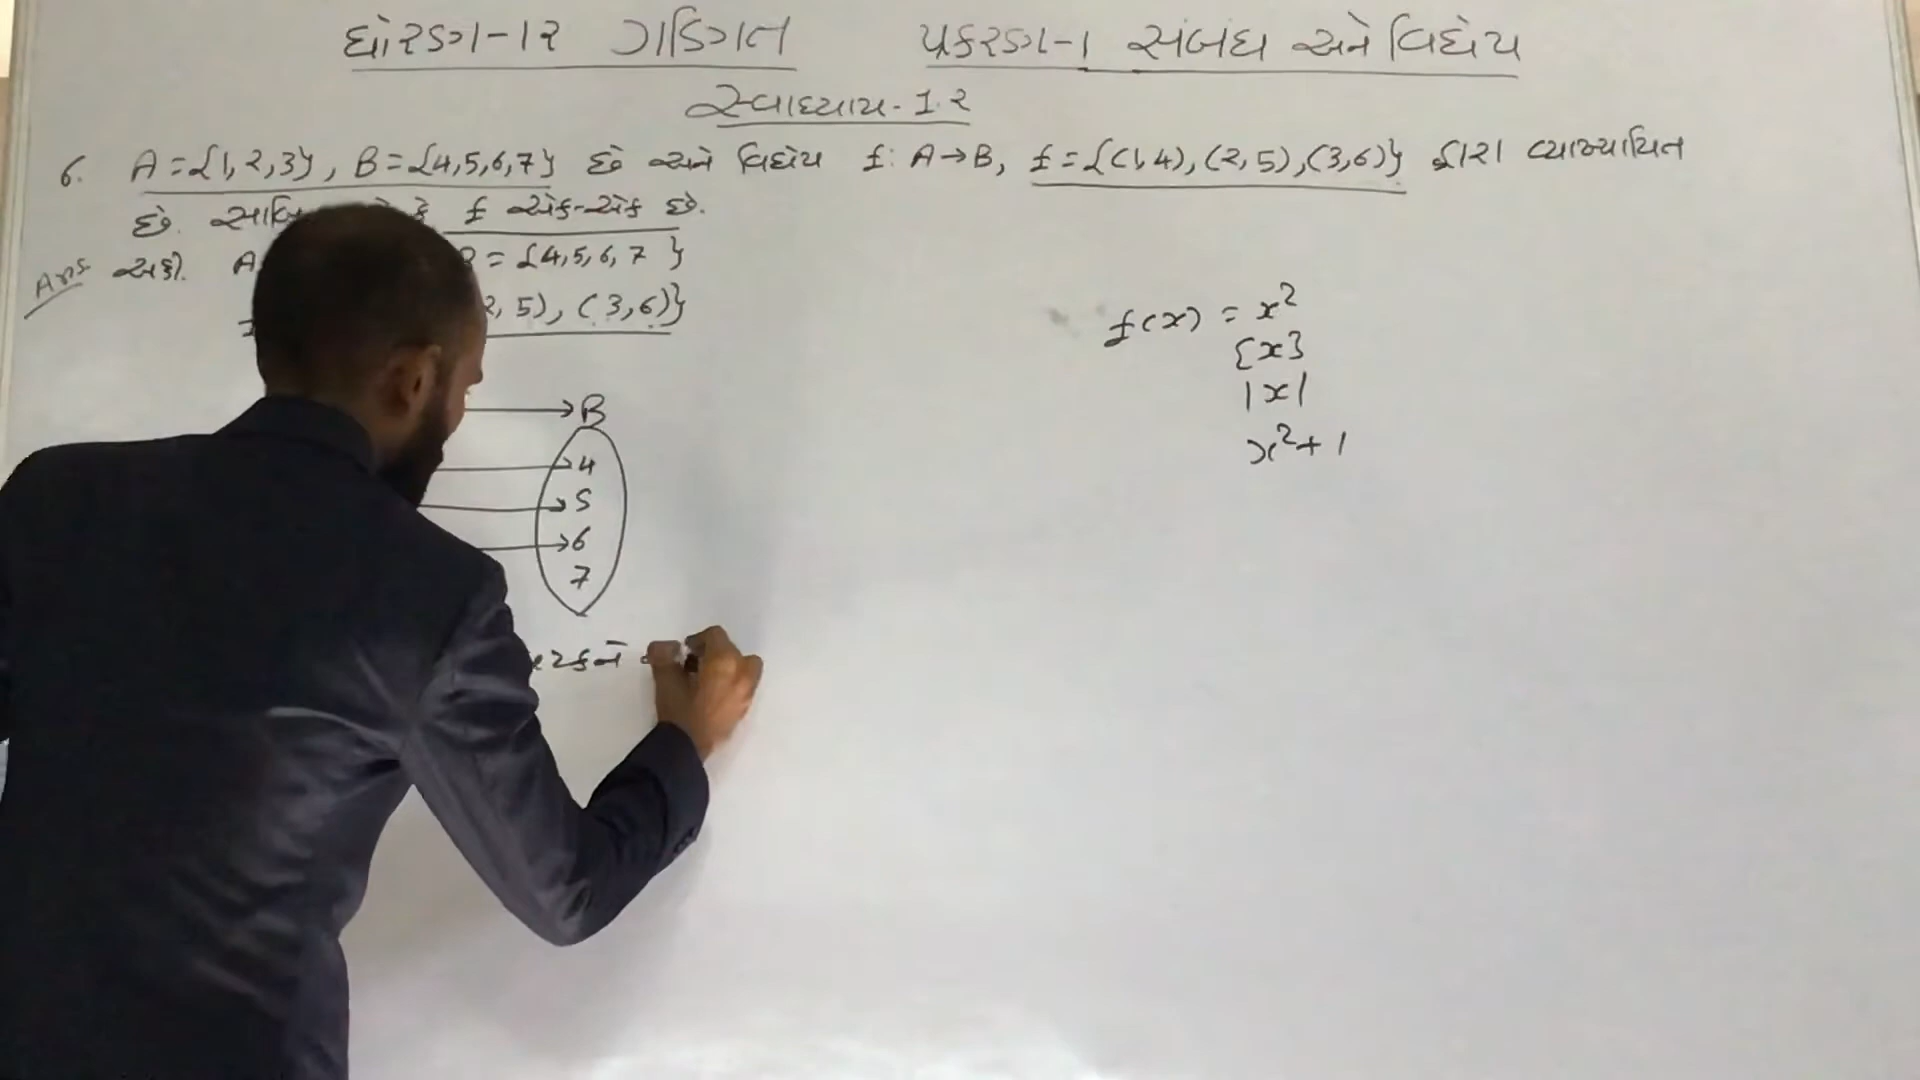 ધોરણ-12 ગણિત પ્રકરણ-1 સંબંધ અને વિધેય
સ્વાધ્યાય-1.2
6. A={1,2,3}, B={4,5,6,7} છે અને વિધેય f: A→B, f={(1,4),(2,5),(3,6)} દ્વારા વ્યાખ્યાયિત
છે. કે f એક-એક છે.
Ans અહીં. A = {4,5,6,7}
2,5), (3,6)}
B
4
5
6
7
f(x) = x²
{x}
|x|
x²+1